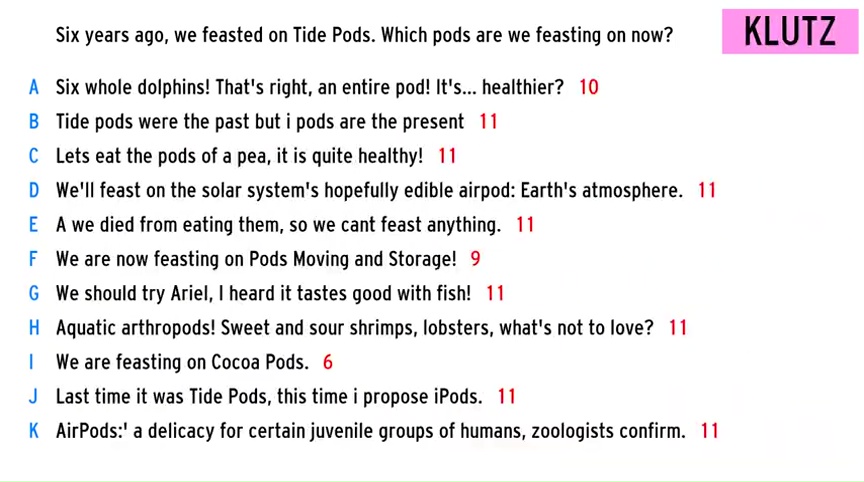 Six years ago, we feasted on Tide Pods. Which pods are we feasting on now?
KLUTZ
A Six whole dolphins! That's right, an entire pod! It's... healthier? 10
B Tide pods were the past but i pods are the present 11
C Lets eat the pods of a pea, it is quite healthy! 11
D We'll feast on the solar system's hopefully edible airpod: Earth's atmosphere. 11
E A we died from eating them, so we cant feast anything. 11
F We are now feasting on Pods Moving and Storage! 9
G We should try Ariel, I heard it tastes good with fish! 11
H Aquatic arthropods! Sweet and sour shrimps, lobsters, what's not to love? 11
I We are feasting on Cocoa Pods. 6
J Last time it was Tide Pods, this time i propose iPods. 11
K AirPods:' a delicacy for certain juvenile groups of humans, zoologists confirm. 11